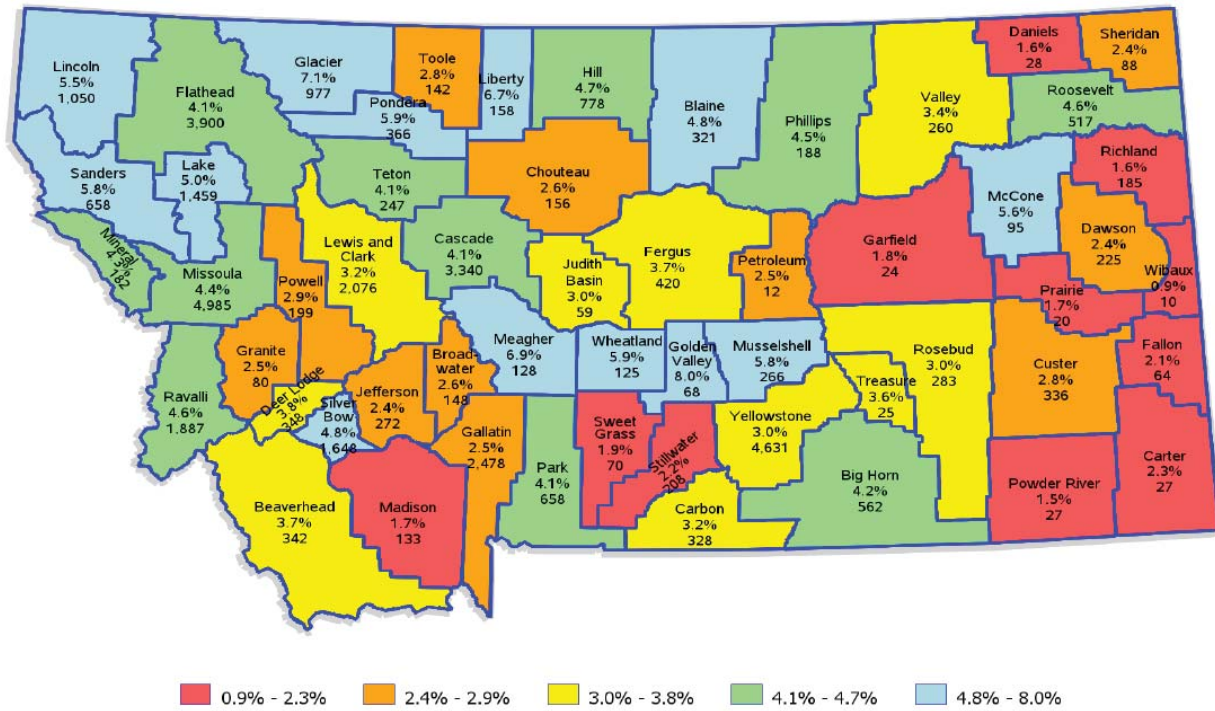 Lincoln
5.5%
1,050
Flathead
4.1%
3,900
Glacier
7.1%
977
Toole
2.8%
142
Pondera
5.9%
366
Liberty
6.7%
158
Hill
4.7%
778
Blaine
4.8%
321
Phillips
4.5%
188
Valley
3.4%
260
Daniels
1.6%
28
Sheridan
2.4%
88
Roosevelt
4.6%
517
Richland
1.6%
185
Sanders
5.8%
658
Lake
5.0%
1,459
Teton
4.1%
247
Chouteau
2.6%
156
McCone
5.6%
95
Dawson
2.4%
225
Wibaux
0.9%
10
Mineral
4.3%
182
Missoula
4.4%
4,985
Powell
2.9%
199
Lewis and
Clark
3.2%
2,076
Cascade
4.1%
3,340
Judith
Basin
3.0%
59
Fergus
3.7%
420
Petroleum
2.5%
12
Garfield
1.8%
24
Prairie
1.7%
20
Fallon
2.1%
64
Ravalli
4.6%
1,887
Granite
2.5%
80
Deer Lodge
3.8%
348
Silver
Bow
4.8%
1,648
Jefferson
2.4%
272
Broad-
water
2.6%
148
Meagher
6.9%
128
Wheatland
5.9%
125
Golden
Valley
8.0%
68
Musselshell
5.8%
266
Rosebud
3.0%
283
Treasure
3.6%
25
Custer
2.8%
336
Gallatin
2.5%
2,478
Park
4.1%
658
Sweet
Grass
1.9%
70
Stillwater
2.2%
208
Yellowstone
3.0%
4,631
Big Horn
4.2%
562
Powder River
1.5%
27
Carter
2.3%
27
Beaverhead
3.7%
342
Madison
1.7%
133
Carbon
3.2%
328
0.9% - 2.3%
2.4% - 2.9%
3.0% - 3.8%
4.1% - 4.7%
4.8% - 8.0%